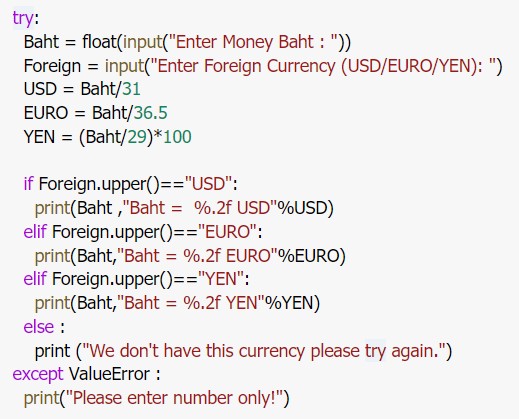 try:
  Baht = float(input("Enter Money Baht : "))
  Foreign = input("Enter Foreign Currency (USD/EURO/YEN): ")
  USD = Baht/31
  EURO = Baht/36.5
  YEN = (Baht/29)*100

  if Foreign.upper()=="USD":
    print(Baht ,"Baht =  %.2f USD"%USD)
  elif Foreign.upper()=="EURO":
    print(Baht,"Baht = %.2f EURO"%EURO)
  elif Foreign.upper()=="YEN":
    print(Baht,"Baht = %.2f YEN"%YEN)
  else :
    print ("We don't have this currency please try again.")
except ValueError :
  print("Please enter number only!")